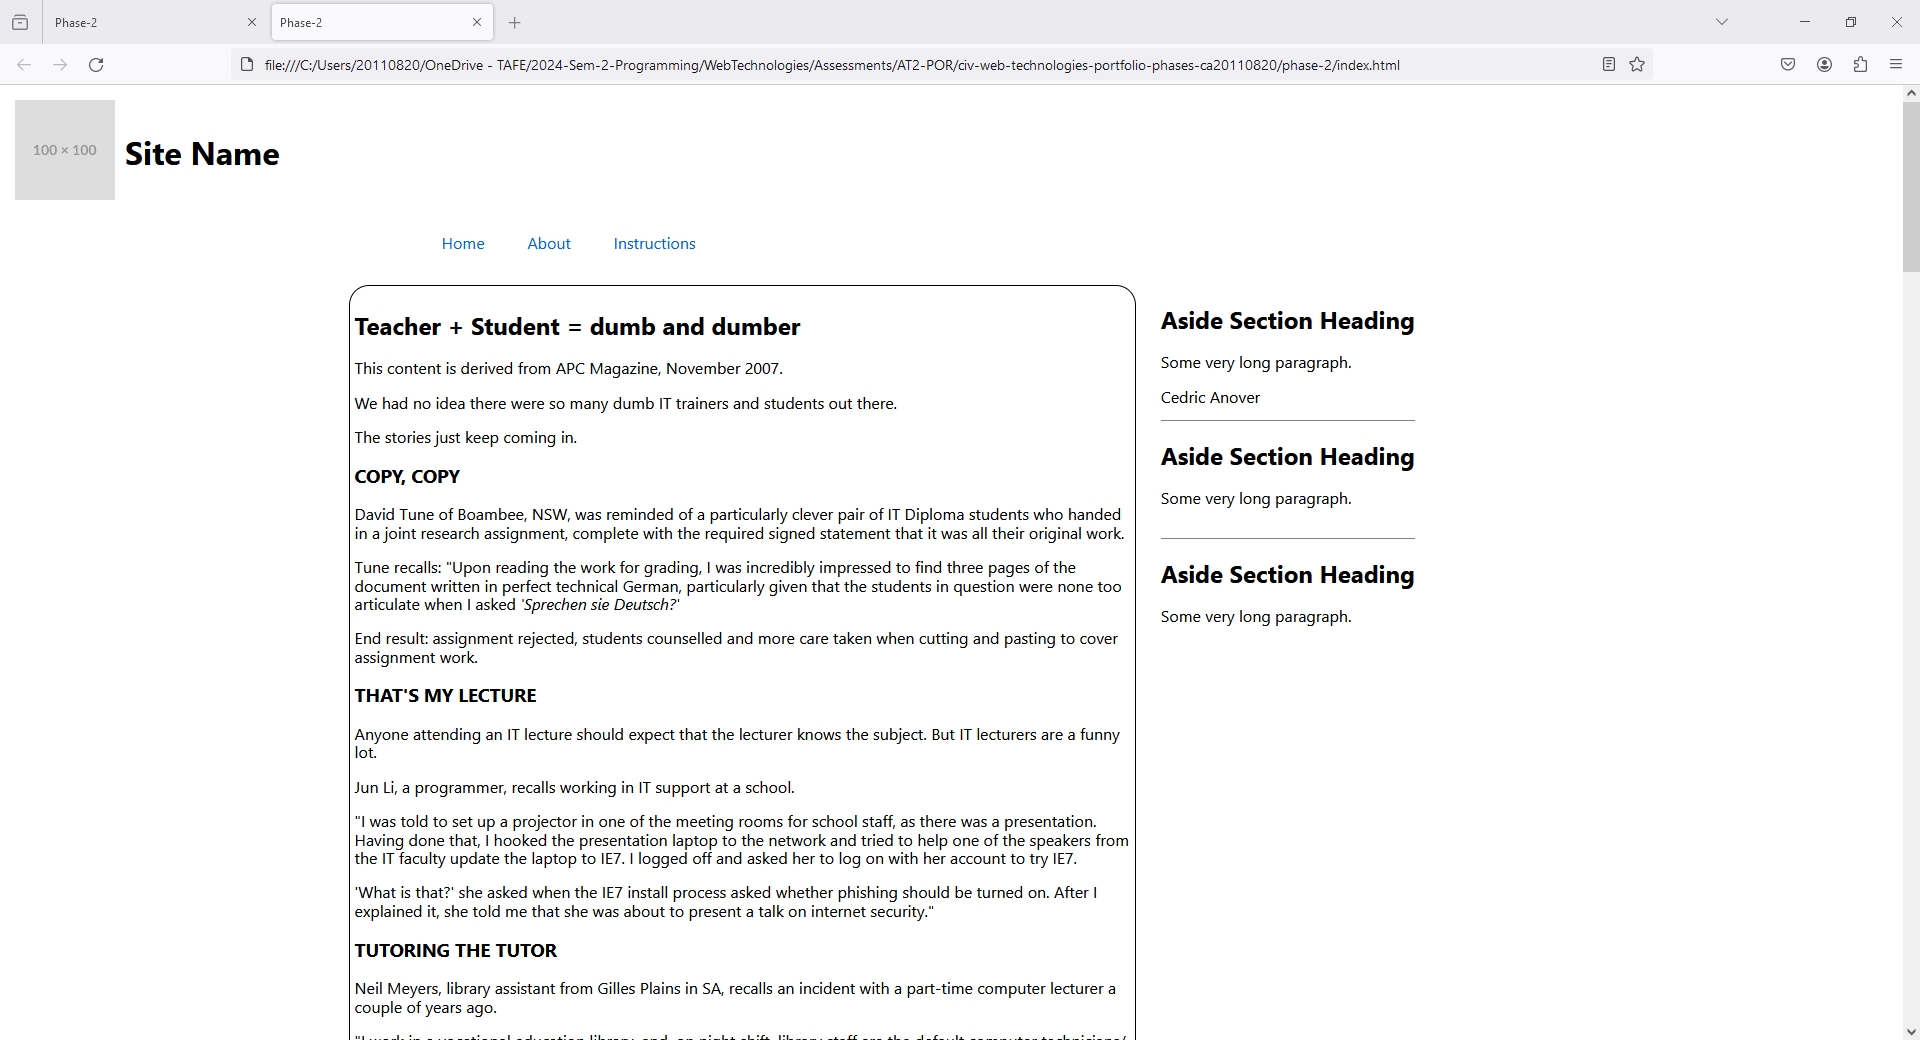 Phase-2
Phase-2
file:///C:/Users/20110820/OneDrive - TAFE/2024-Sem-2-Programming/WebTechnologies/Assessments/AT2-POR/civ-web-technologies-portfolio-phases-ca20110820/phase-2/index.html
100 × 100
Site Name
Home
About
Instructions
Teacher + Student = dumb and dumber
This content is derived from APC Magazine, November 2007.
We had no idea there were so many dumb IT trainers and students out there.
The stories just keep coming in.
COPY, COPY
David Tune of Boambee, NSW, was reminded of a particularly clever pair of IT Diploma students who handed
in a joint research assignment, complete with the required signed statement that it was all their original work.
Tune recalls: "Upon reading the work for grading, I was incredibly impressed to find three pages of the
document written in perfect technical German, particularly given that the students in question were none too
articulate when I asked 'Sprechen sie Deutsch?'
End result: assignment rejected, students counselled and more care taken when cutting and pasting to cover
assignment work.
THAT'S MY LECTURE
Anyone attending an IT lecture should expect that the lecturer knows the subject. But IT lecturers are a funny
lot.
Jun Li, a programmer, recalls working in IT support at a school.
"I was told to set up a projector in one of the meeting rooms for school staff, as there was a presentation.
Having done that, I hooked the presentation laptop to the network and tried to help one of the speakers from
the IT faculty update the laptop to IE7. I logged off and asked her to log on with her account to try IE7.
'What is that?' she asked when the IE7 install process asked whether phishing should be turned on. After I
explained it, she told me that she was about to present a talk on internet security."
TUTORING THE TUTOR
Neil Meyers, library assistant from Gilles Plains in SA, recalls an incident with a part-time computer lecturer a
couple of years ago.
"I work in a vocational education library, and, on night shift, library staff are the default computer technicians/
Aside Section Heading
Some very long paragraph.
Cedric Anover
Aside Section Heading
Some very long paragraph.
Aside Section Heading
Some very long paragraph.